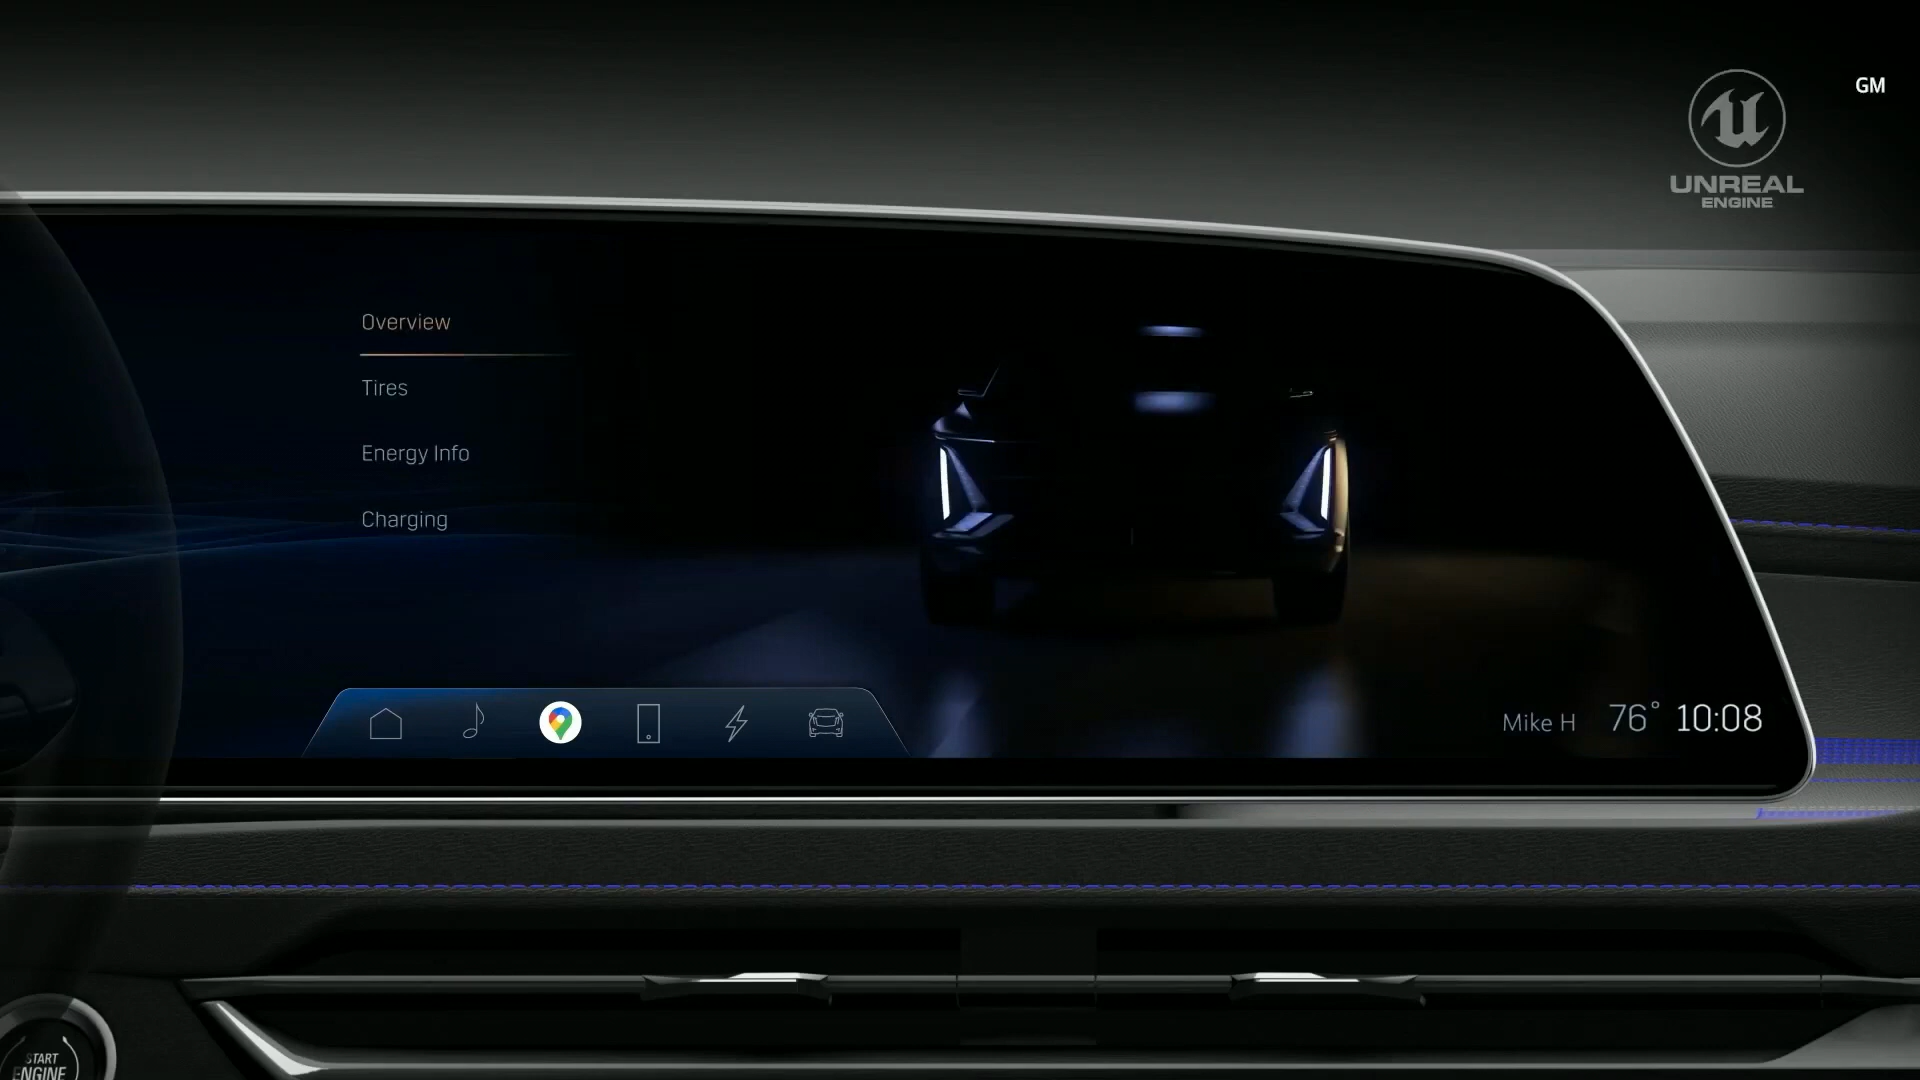 GM
UNREAL
ENGINE
Overview
Tires
Energy Info
Charging
Mike H 76° 10:08
START
ENGINE